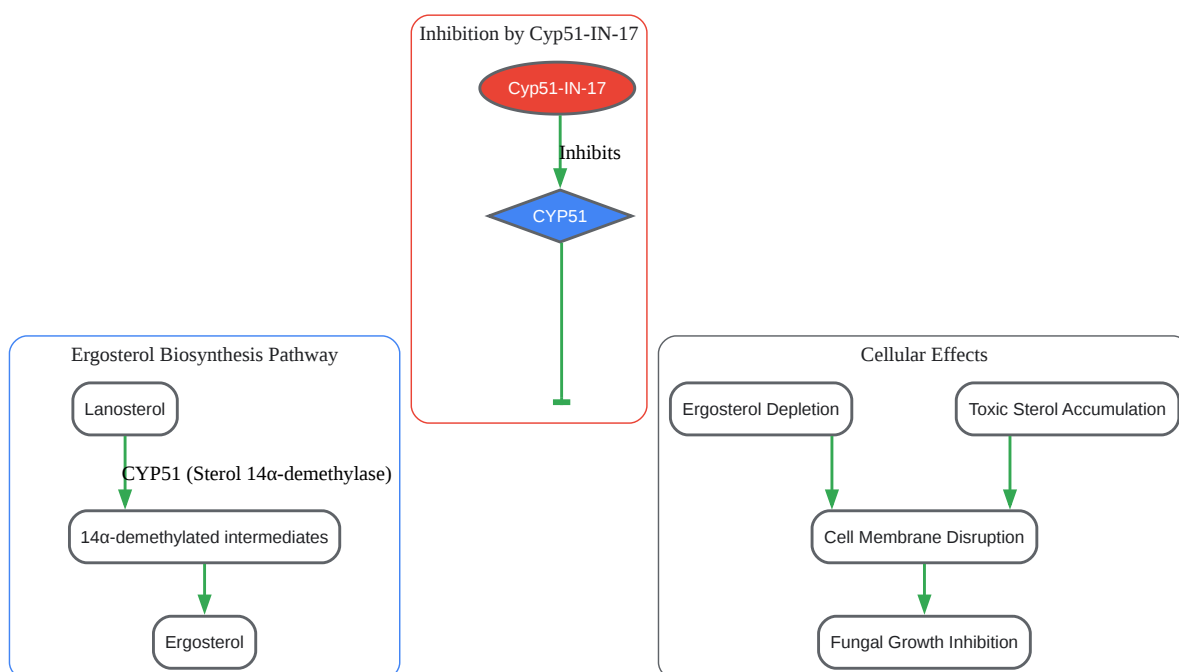 Inhibition by Cyp51-IN-17
Cyp51-IN-17
Inhibits
CYP51
Ergosterol Biosynthesis Pathway
Lanosterol
CYP51 (Sterol 14α-demethylase)
14α-demethylated intermediates
Ergosterol
Cellular Effects
Ergosterol Depletion
Toxic Sterol Accumulation
Cell Membrane Disruption
Fungal Growth Inhibition